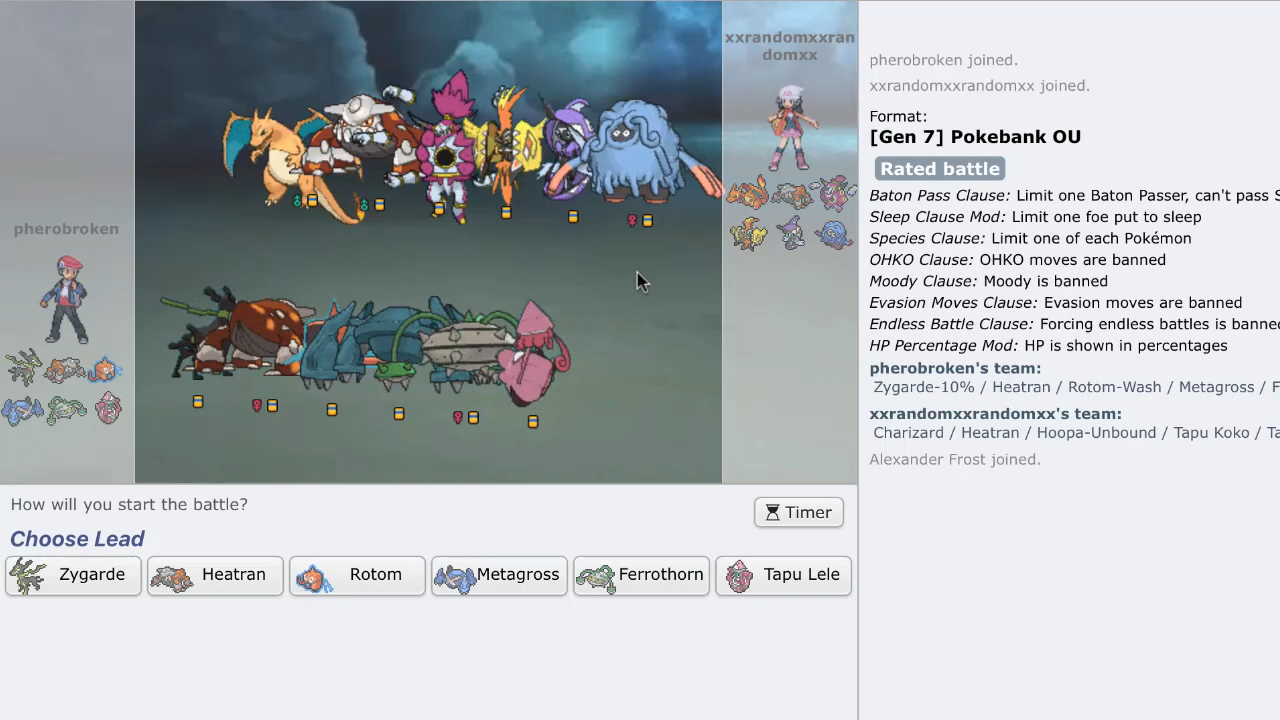 xxrandomxxran
domxx
pherobroken
pherobroken joined.
xxrandomxxrandomxx joined.
Format:
[Gen 7] Pokebank OU
Rated battle
Baton Pass Clause: Limit one Baton Passer, can't pass S
Sleep Clause Mod: Limit one foe put to sleep
Species Clause: Limit one of each Pokémon
OHKO Clause: OHKO moves are banned
Moody Clause: Moody is banned
Evasion Moves Clause: Evasion moves are banned
Endless Battle Clause: Forcing endless battles is banned
HP Percentage Mod: HP is shown in percentages
pherobroken's team:
Zygarde-10% / Heatran / Rotom-Wash / Metagross / F
xxrandomxxrandomxx's team:
Charizard / Heatran / Hoopa-Unbound / Tapu Koko / Ta
Alexander Frost joined.
How will you start the battle?
Timer
Choose Lead
Zygarde
Heatran
Rotom
Metagross
Ferrothorn
Tapu Lele